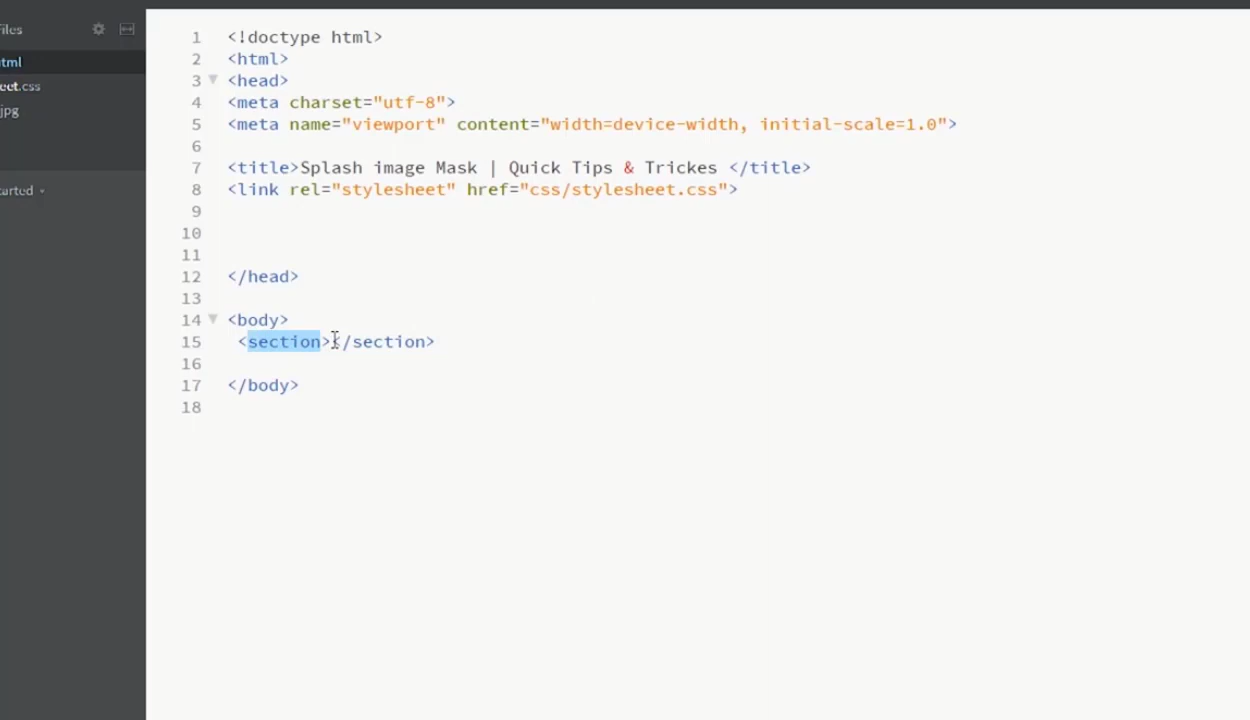 iles
tml
eet.css
jpg
tarted
1 <!doctype html>
2 <html>
3 <head>
4 <meta charset="utf-8">
5 <meta name="viewport" content="width=device-width, initial-scale=1.0">
6
7 <title>Splash image Mask | Quick Tips & Trickes </title>
8 <link rel="stylesheet" href="css/stylesheet.css">
9
10
11
12 </head>
13
14 <body>
15 <section></section>
16
17 </body>
18